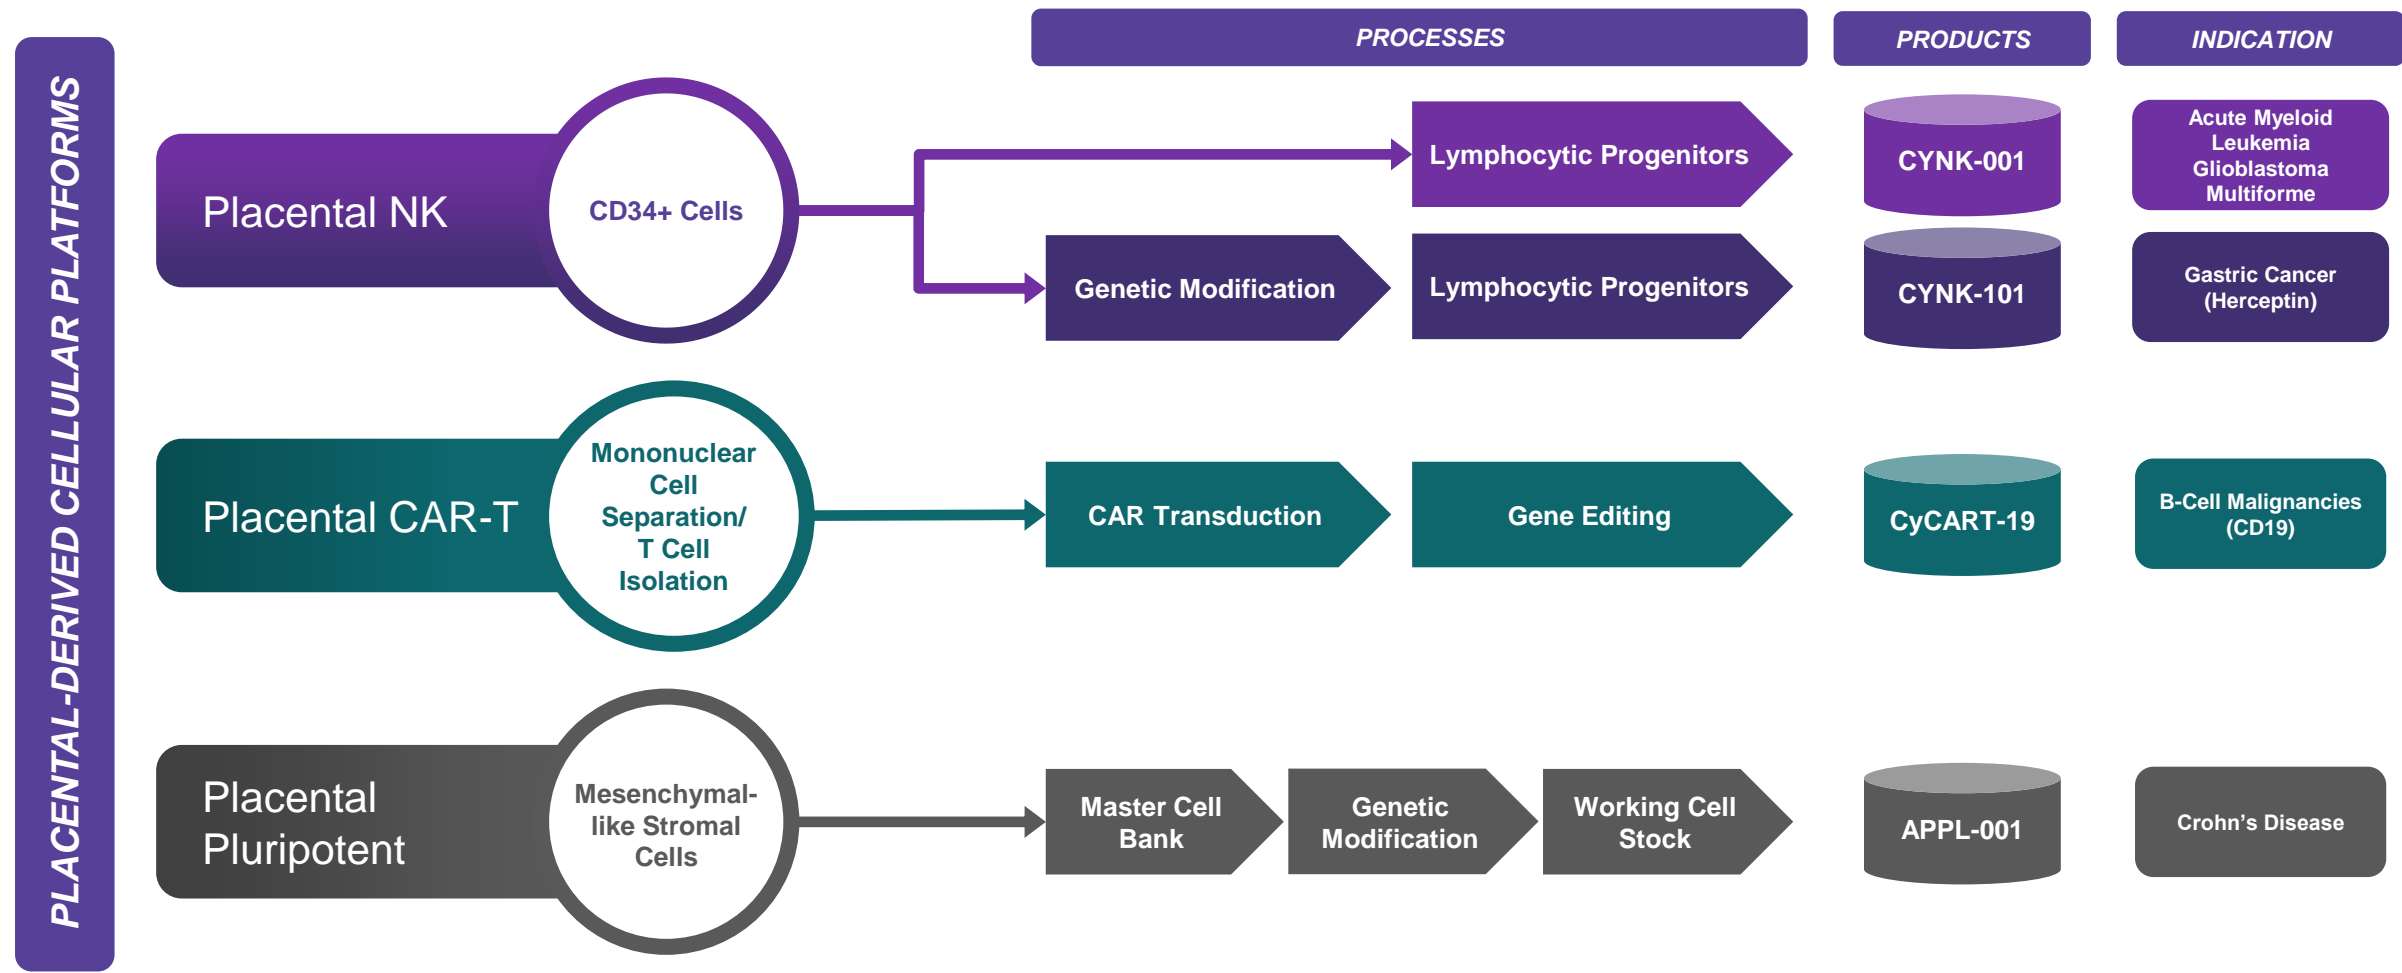 PLACENTAL-DERIVED CELLULAR PLATFORMS
PROCESSES
PRODUCTS
INDICATION
Placental NK
CD34+ Cells
Lymphocytic Progenitors
CYNK-001
Acute Myeloid
Leukemia
Glioblastoma
Multiforme
Genetic Modification
Lymphocytic Progenitors
CYNK-101
Gastric Cancer
(Herceptin)
Placental CAR-T
Mononuclear
Cell
Separation/
T Cell
Isolation
CAR Transduction
Gene Editing
CyCART-19
B-Cell Malignancies
(CD19)
Placental
Pluripotent
Mesenchymal-
like Stromal
Cells
Master Cell
Bank
Genetic
Modification
Working Cell
Stock
APPL-001
Crohn’s Disease